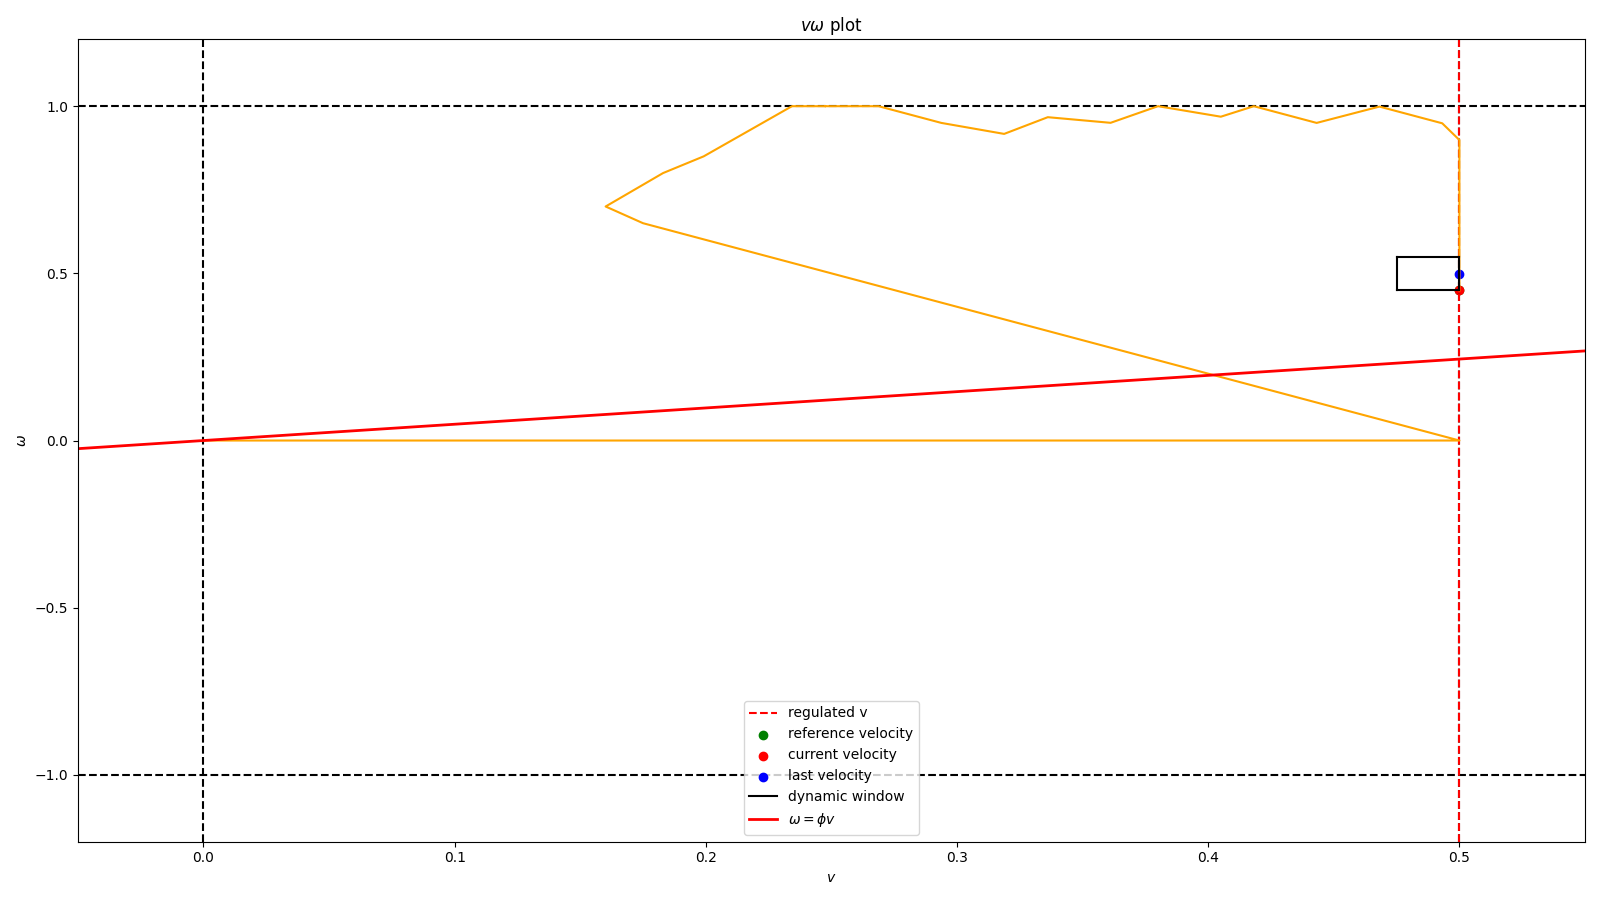 vω plot
1.0
0.5
0.0
−0.5
−1.0
ω
regulated v
reference velocity
current velocity
last velocity
dynamic window
ω = ϕv
0.0 0.1 0.2 0.3 0.4 0.5
v